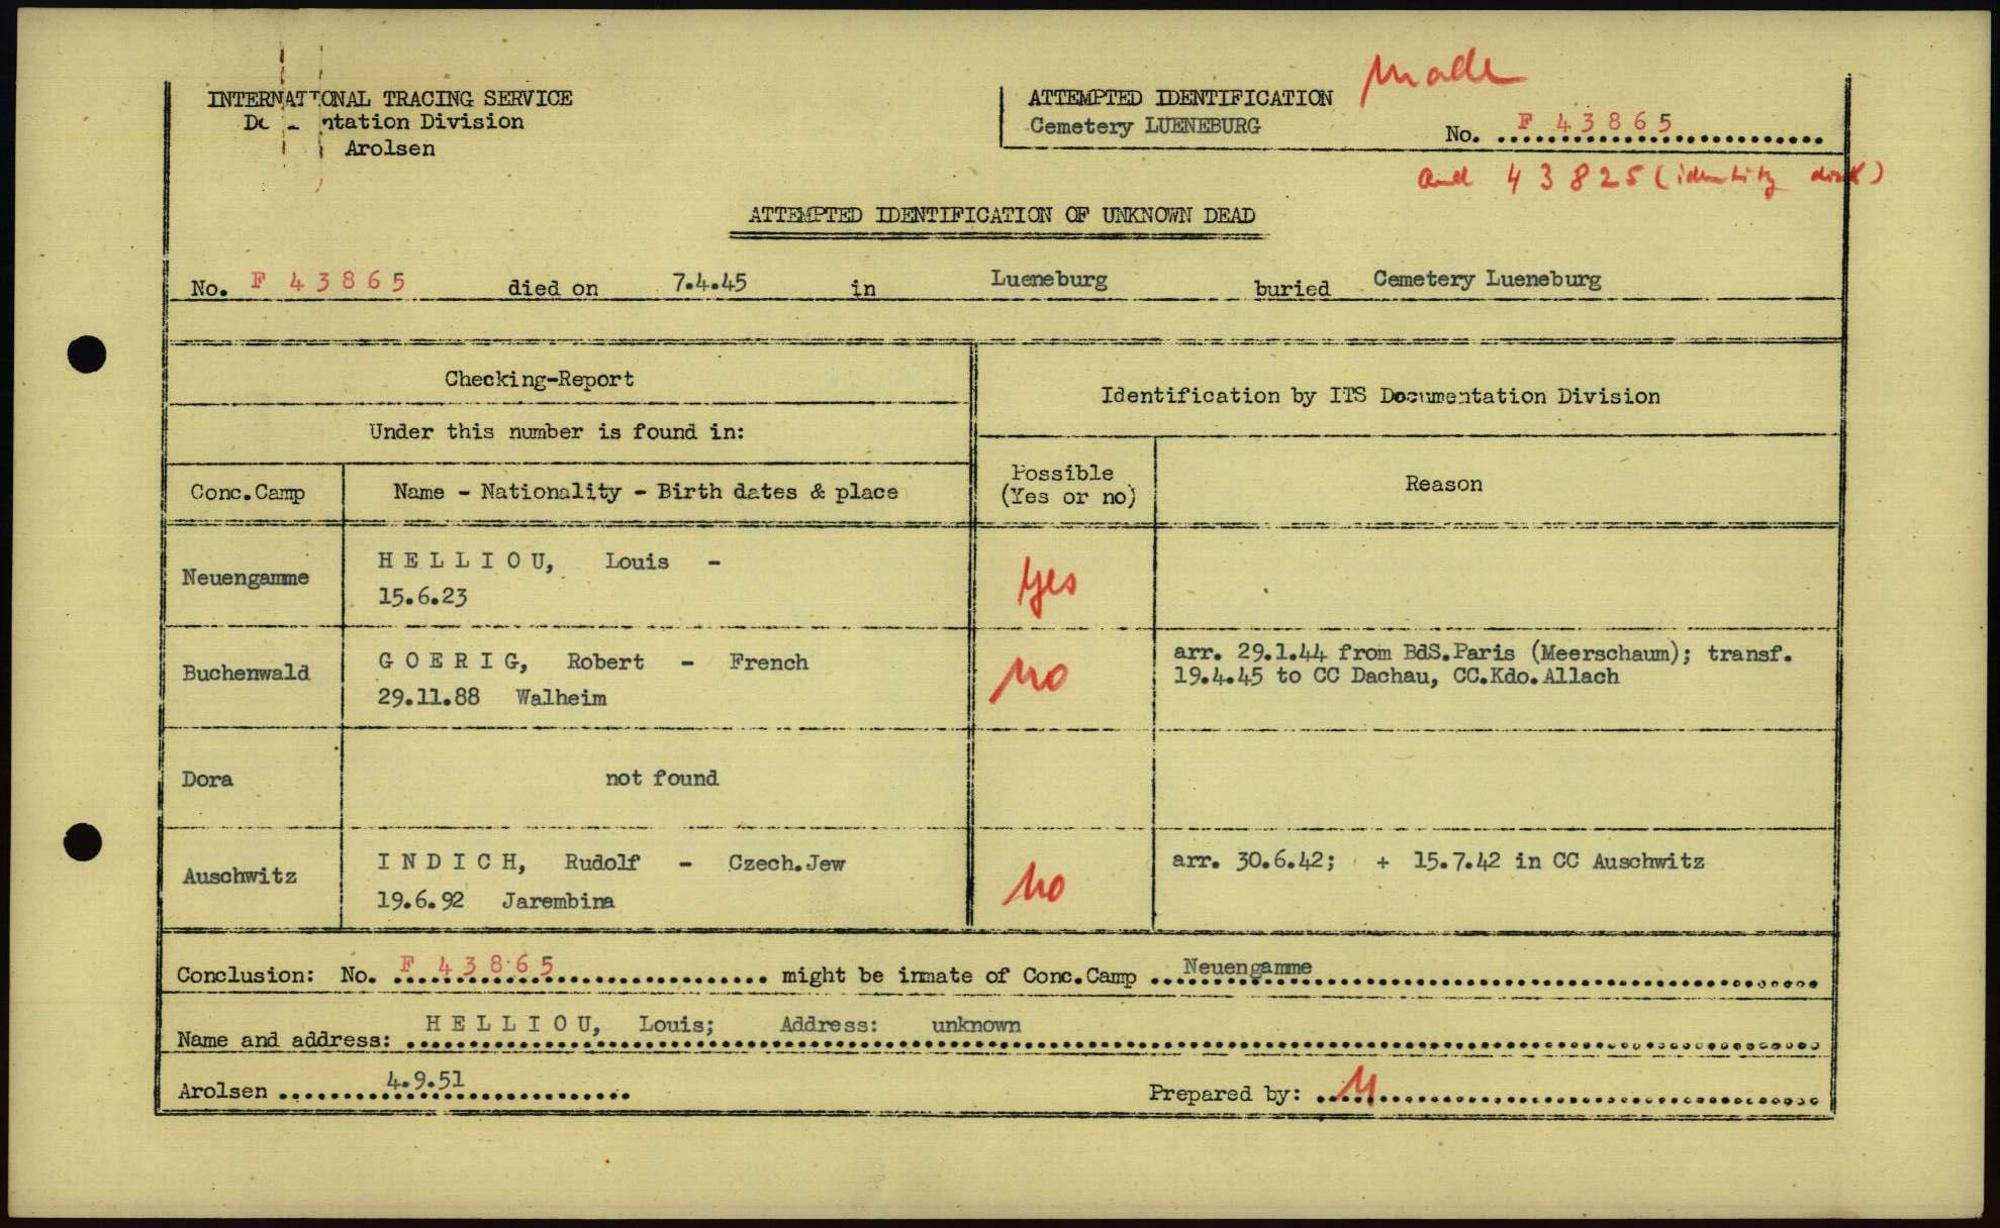 INTERNATIONAL TRACING SERVICE
ntation Division
Arolsen
ATTEMPTED IDENTIFICATION made
Cemetery LUENEBURG
No. F 43865
and 43825 (identity disk)
ATTEMPTED IDENTIFICATION OF UNKNOWN DEAD
No. F 43865 died on 7.4.45 in Lueneburg buried Cemetery Lueneburg
Checking-Report
Identification by ITS Documentation Division
Under this number is found in:
Conc.Camp Name - Nationality - Birth dates & place
Possible
(Yes or no)
Reason
Neuengamme
HELLIOU, Louis -
15.6.23
yes
Buchenwald
GOERIG, Robert - French
29.11.88 Walheim
no
arr. 29.1.44 from BdS.Paris (Meerschaum); transf.
19.4.45 to CC Dachau, CC.Kdo.Allach
Dora
not found
Auschwitz
INDICH, Rudolf - Czech.Jew
19.6.92 Jarembina
no
arr. 30.6.42; + 15.7.42 in CC Auschwitz
Conclusion: No. F 43865 might be inmate of Conc.Camp Neuengamme
Name and address: HELLIOU, Louis; Address: unknown
Arolsen 4.9.51
Prepared by: M